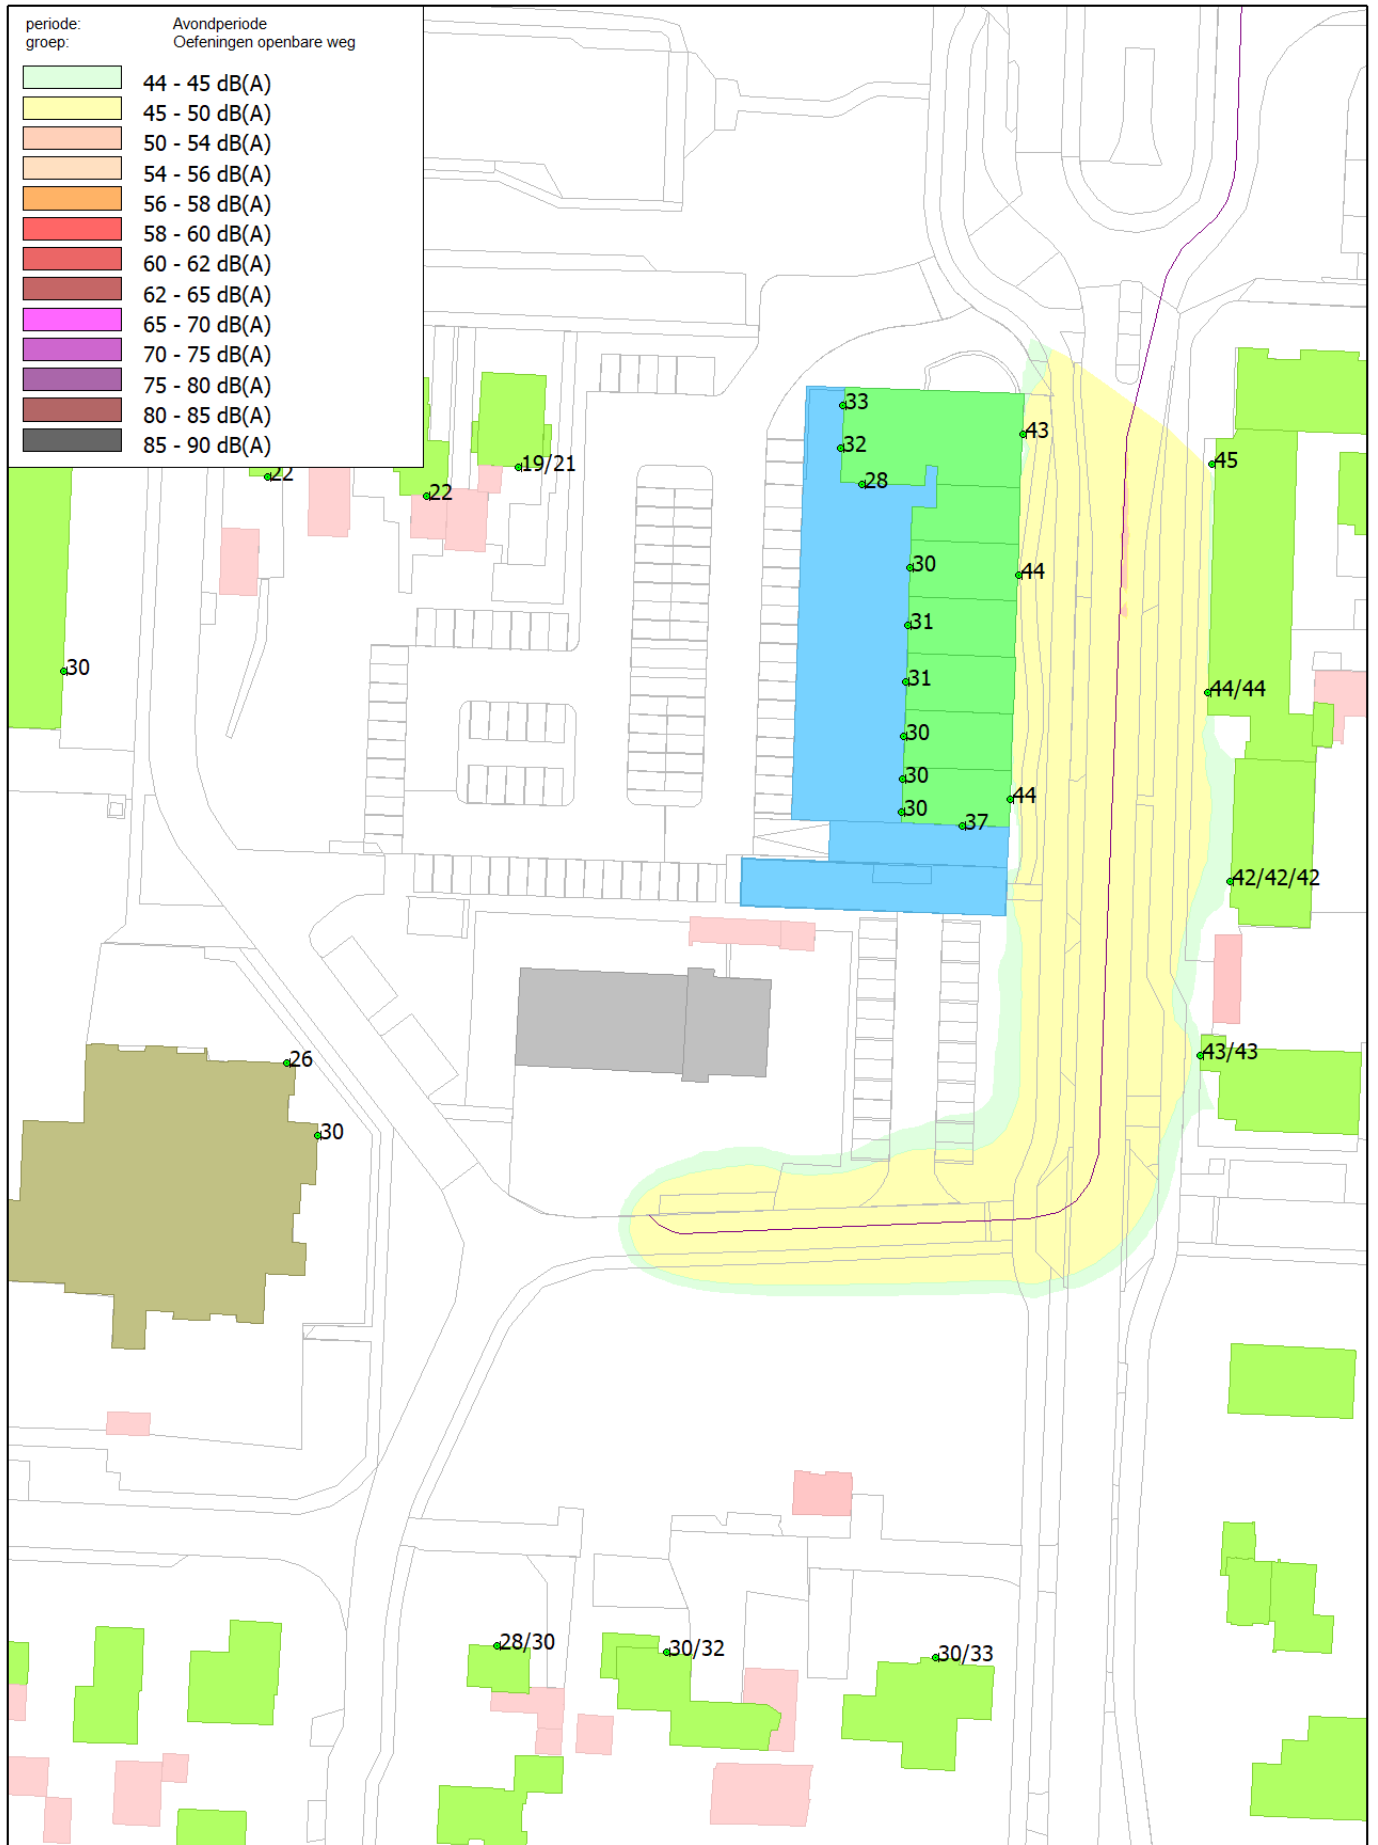 periode: Avondperiode
groep: Oefeningen openbare weg
44 - 45 dB(A)
45 - 50 dB(A)
50 - 54 dB(A)
54 - 56 dB(A)
56 - 58 dB(A)
58 - 60 dB(A)
60 - 62 dB(A)
62 - 65 dB(A)
65 - 70 dB(A)
70 - 75 dB(A)
75 - 80 dB(A)
80 - 85 dB(A)
85 - 90 dB(A)
33
43
32
45
19/21
22
28
22
30
44
31
30
31
44/44
30
30
44
30
37
42/42/42
43/43
26
30
28/30
30/32
30/33